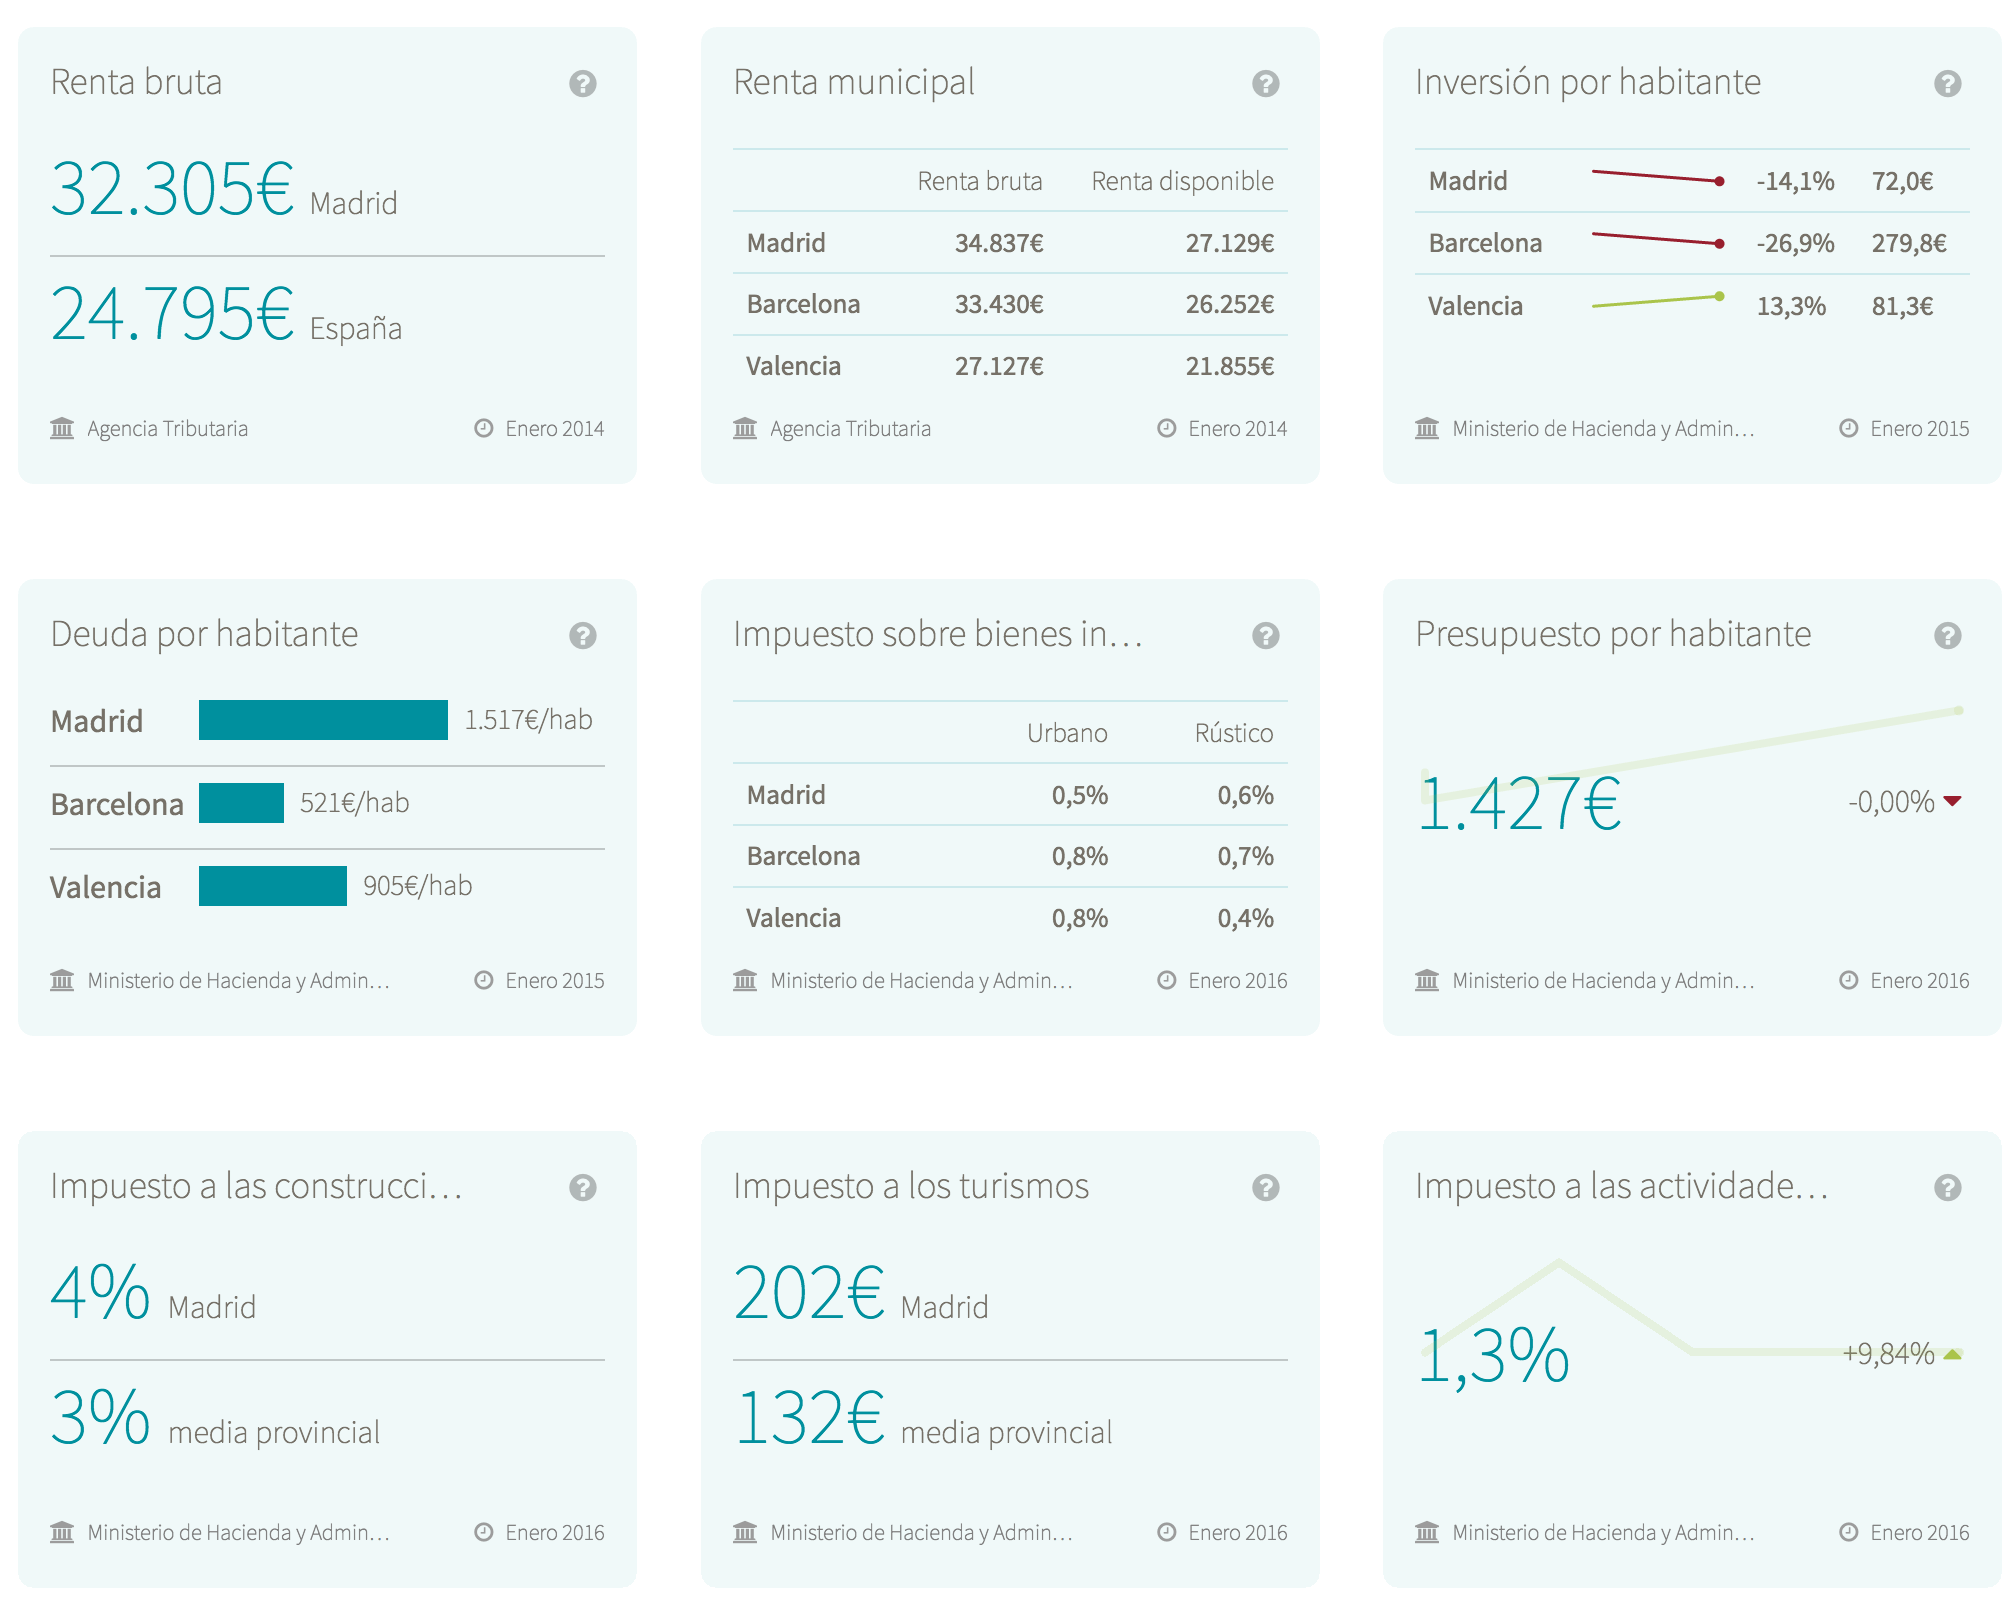 Renta bruta
32.305€ Madrid
24.795€ España
Agencia Tributaria Enero 2014
Renta municipal
Renta bruta Renta disponible
Madrid 34.837€ 27.129€
Barcelona 33.430€ 26.252€
Valencia 27.127€ 21.855€
Agencia Tributaria Enero 2014
Inversión por habitante
Madrid -14,1% 72,0€
Barcelona -26,9% 279,8€
Valencia 13,3% 81,3€
Ministerio de Hacienda y Admin… Enero 2015
Deuda por habitante
Madrid 1.517€/hab
Barcelona 521€/hab
Valencia 905€/hab
Ministerio de Hacienda y Admin… Enero 2015
Impuesto sobre bienes in…
Urbano Rústico
Madrid 0,5% 0,6%
Barcelona 0,8% 0,7%
Valencia 0,8% 0,4%
Ministerio de Hacienda y Admin… Enero 2016
Presupuesto por habitante
1.427€ -0,00%
Ministerio de Hacienda y Admin… Enero 2016
Impuesto a las construcci…
4% Madrid
3% media provincial
Ministerio de Hacienda y Admin… Enero 2016
Impuesto a los turismos
202€ Madrid
132€ media provincial
Ministerio de Hacienda y Admin… Enero 2016
Impuesto a las actividade…
1,3% +9,84%
Ministerio de Hacienda y Admin… Enero 2016